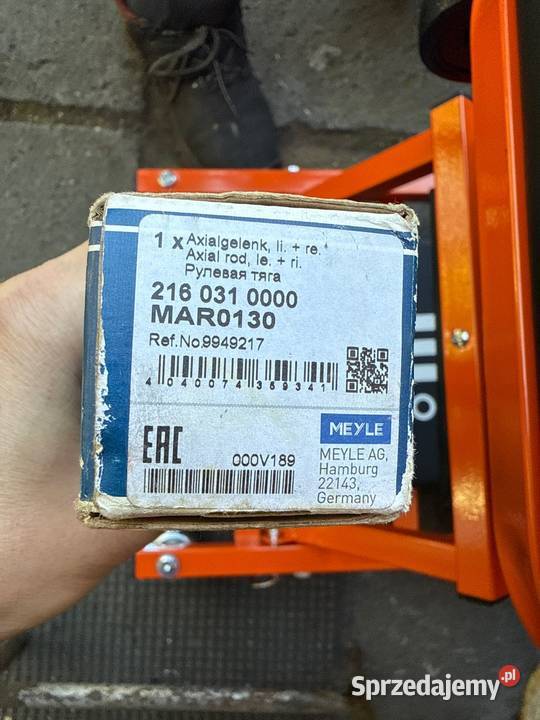 1 x Axialgelenk, li. + re.
Axial rod, le. + ri.
Рулевая тяга
216 031 0000
MAR0130
Ref.No.9949217
4 040074 369341
EAC
000V189
MEYLE
MEYLE AG,
Hamburg
22143,
Germany
Sprzedajemy.pl